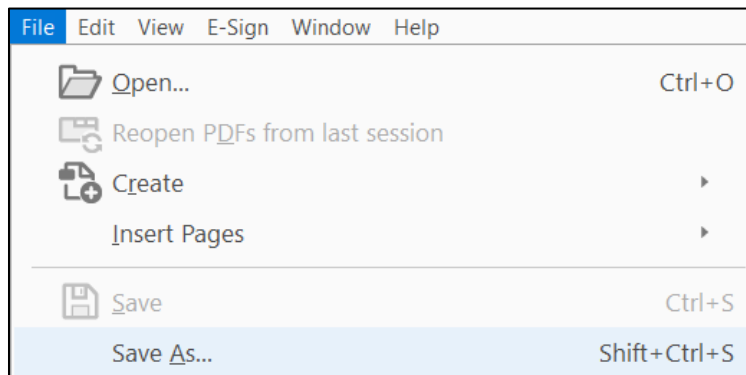 File Edit View E-Sign Window Help
Open... Ctrl+O
Reopen PDFs from last session
Create
Insert Pages
Save Ctrl+S
Save As... Shift+Ctrl+S